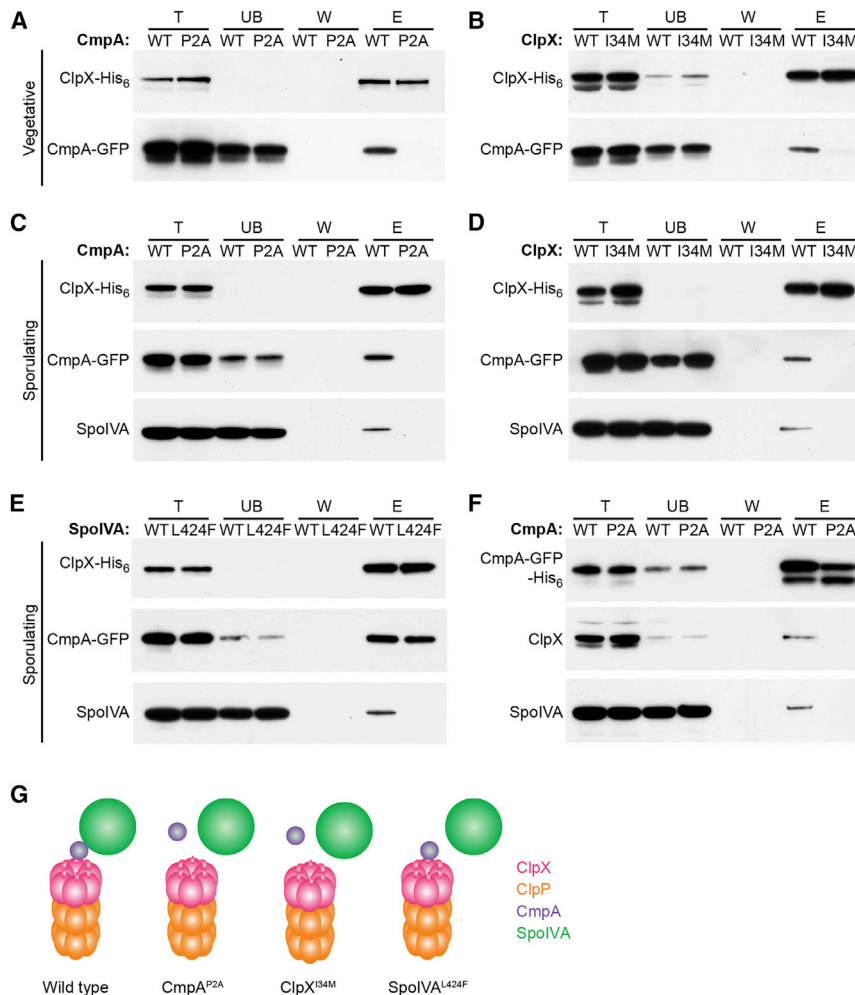 A
T UB W E
CmpA: WT P2A WT P2A WT P2A WT P2A
Vegetative
ClpX-His6
CmpA-GFP
B
T UB W E
ClpX: WT I34M WT I34M WT I34M WT I34M
ClpX-His6
CmpA-GFP
C
T UB W E
CmpA: WT P2A WT P2A WT P2A WT P2A
Sporulating
ClpX-His6
CmpA-GFP
SpoIVA
D
T UB W E
ClpX: WT I34M WT I34M WT I34M WT I34M
ClpX-His6
CmpA-GFP
SpoIVA
E
T UB W E
SpoIVA: WT L424F WT L424F WT L424F WT L424F
Sporulating
ClpX-His6
CmpA-GFP
SpoIVA
F
T UB W E
CmpA: WT P2A WT P2A WT P2A WT P2A
CmpA-GFP
-His6
ClpX
SpoIVA
G
ClpX
ClpP
CmpA
SpoIVA
Wild type CmpAP2A ClpXI34M SpoIVAL424F